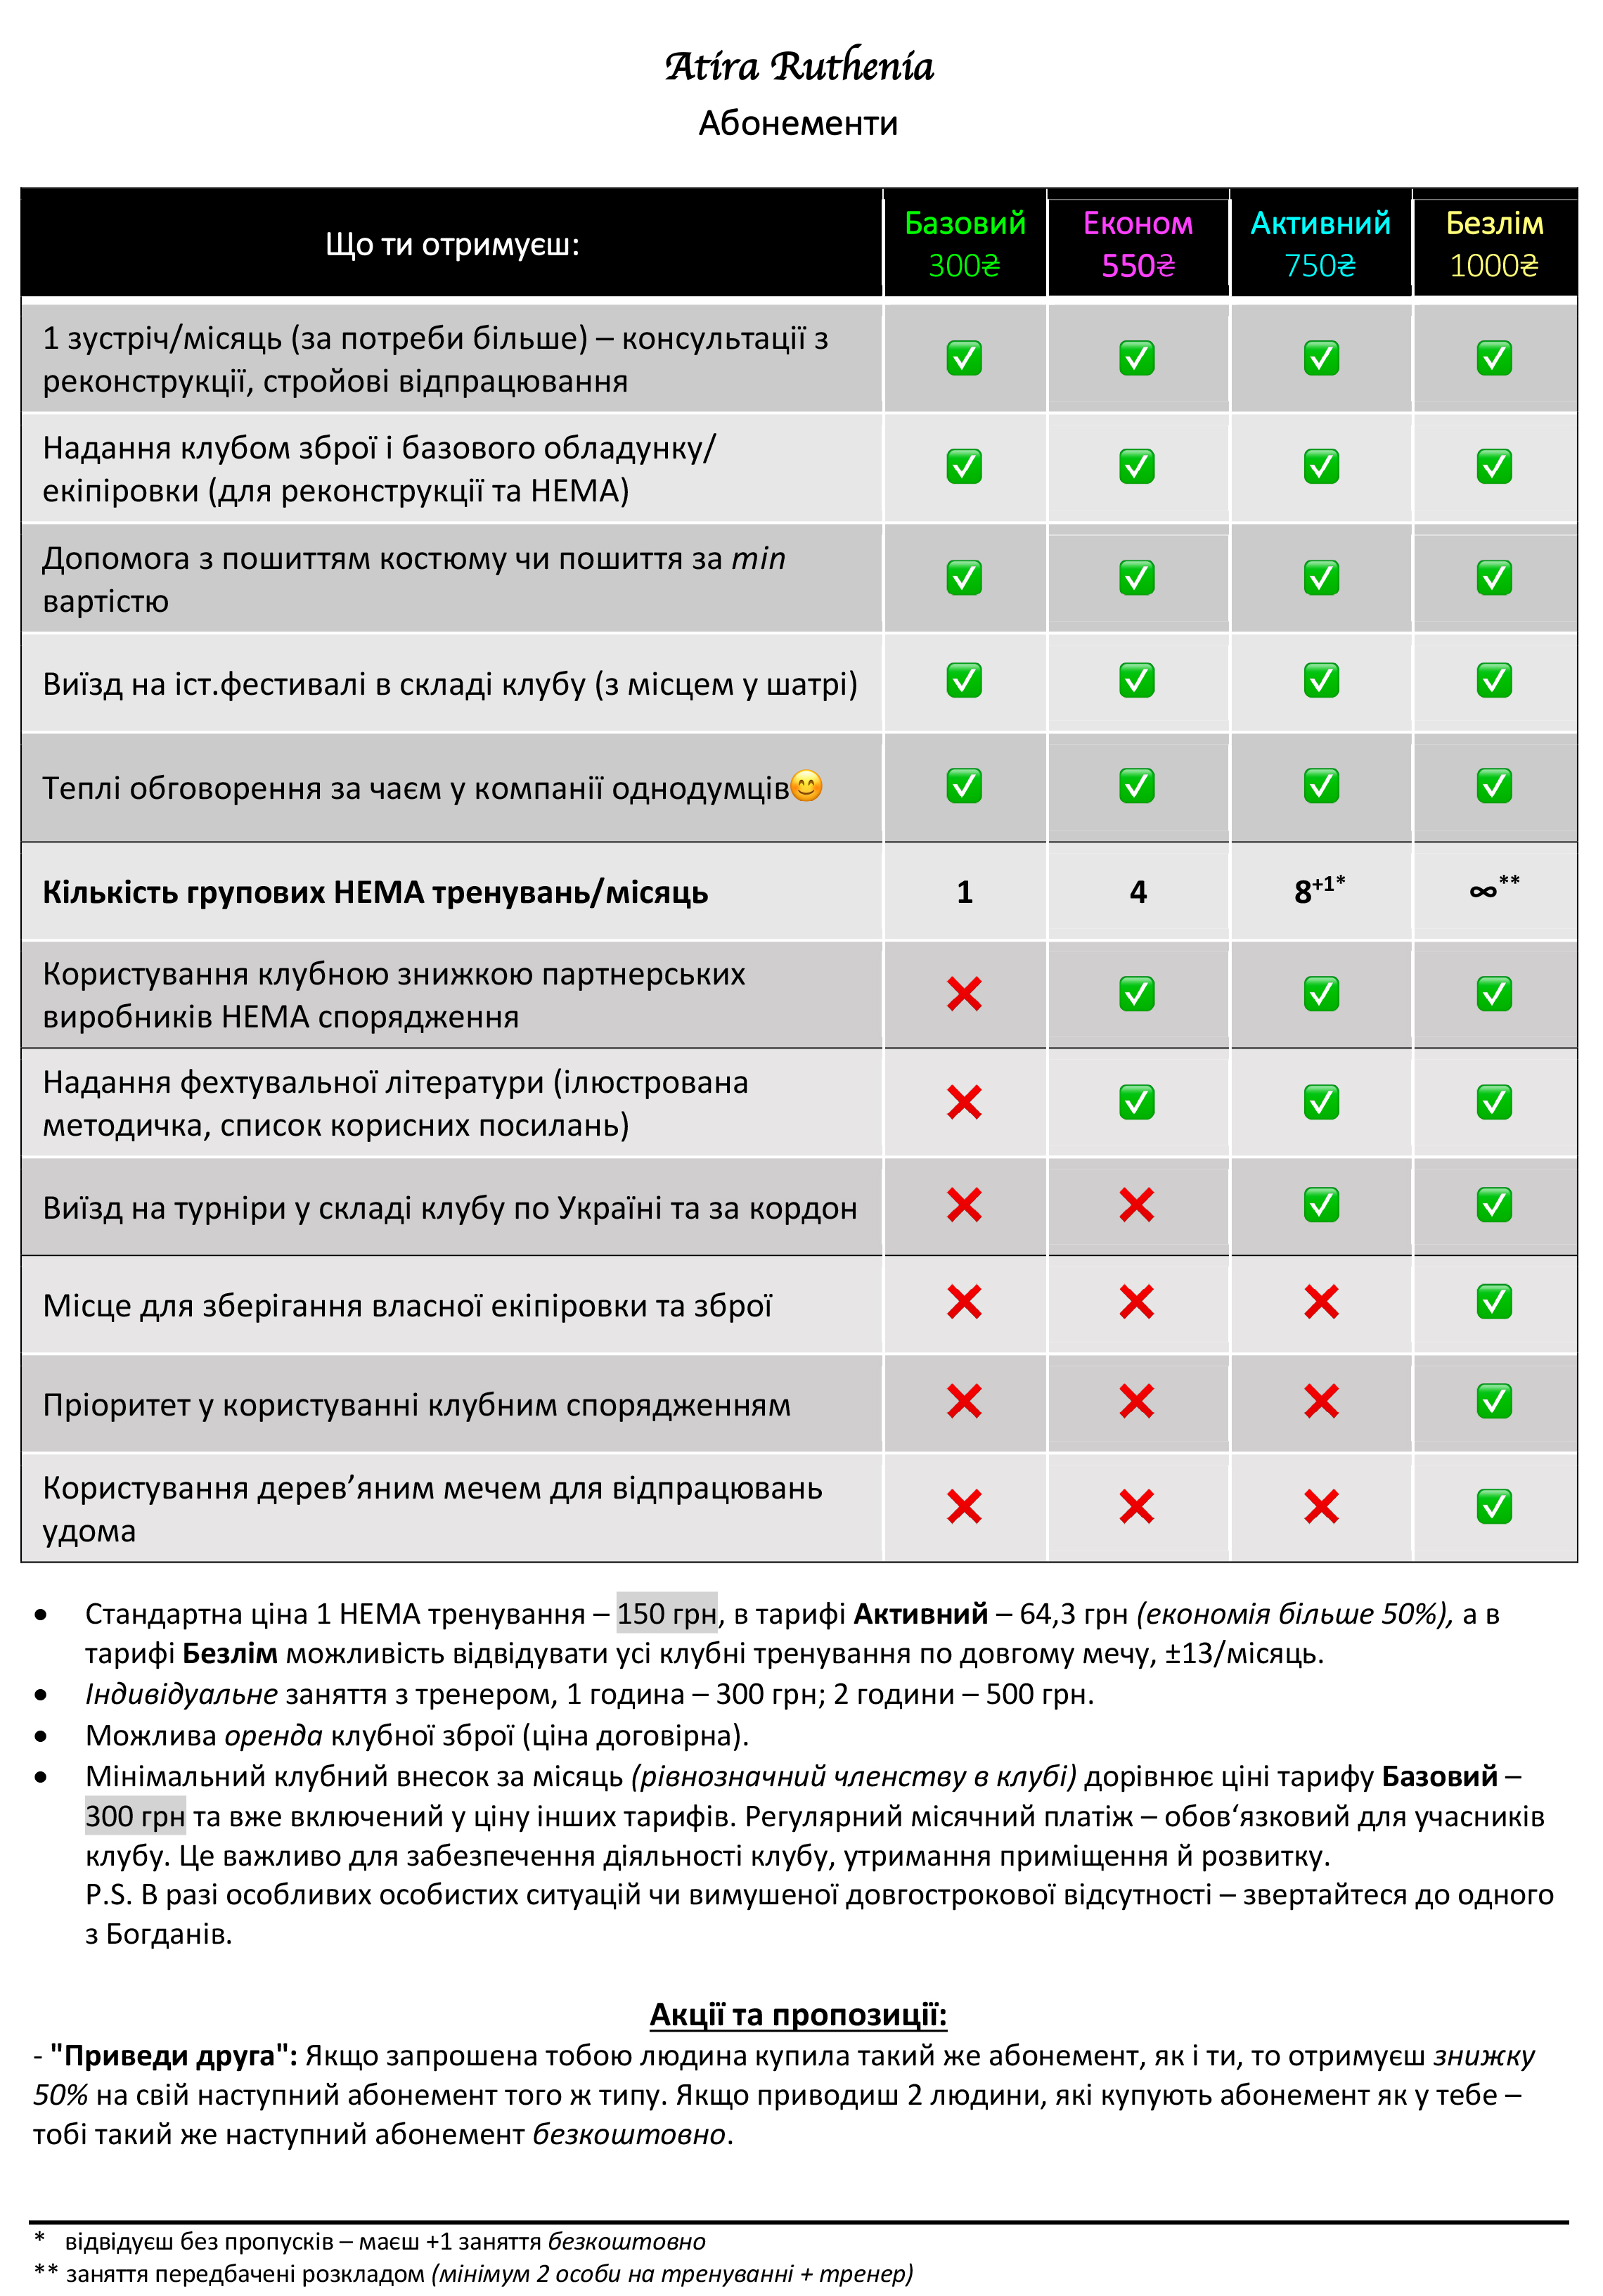 Atira Ruthenia
Абонементи
Що ти отримуєш:
Базовий
300₴
Економ
550₴
Активний
750₴
Безлім
1000₴
1 зустріч/місяць (за потреби більше) – консультації з
реконструкції, стройові відпрацювання
✅ ✅ ✅ ✅
Надання клубом зброї і базового обладунку/
екіпіровки (для реконструкції та HEMA)
✅ ✅ ✅ ✅
Допомога з пошиттям костюму чи пошиття за min
вартістю
✅ ✅ ✅ ✅
Виїзд на іст.фестивалі в складі клубу (з місцем у шатрі)
✅ ✅ ✅ ✅
Теплі обговорення за чаєм у компанії однодумців😊
✅ ✅ ✅ ✅
Кількість групових HEMA тренувань/місяць
1 4 8+1* ∞**
Користування клубною знижкою партнерських
виробників HEMA спорядження
❌ ✅ ✅ ✅
Надання фехтувальної літератури (ілюстрована
методичка, список корисних посилань)
❌ ✅ ✅ ✅
Виїзд на турніри у складі клубу по Україні та за кордон
❌ ❌ ✅ ✅
Місце для зберігання власної екіпіровки та зброї
❌ ❌ ❌ ✅
Пріоритет у користуванні клубним спорядженням
❌ ❌ ❌ ✅
Користування дерев’яним мечем для відпрацювань
удома
❌ ❌ ❌ ✅
• Стандартна ціна 1 HEMA тренування – 150 грн, в тарифі Активний – 64,3 грн (економія більше 50%), а в
тарифі Безлім можливість відвідувати усі клубні тренування по довгому мечу, ±13/місяць.
• Індивідуальне заняття з тренером, 1 година – 300 грн; 2 години – 500 грн.
• Можлива оренда клубної зброї (ціна договірна).
• Мінімальний клубний внесок за місяць (рівнозначний членству в клубі) дорівнює ціні тарифу Базовий –
300 грн та вже включений у ціну інших тарифів. Регулярний місячний платіж – обов‘язковий для учасників
клубу. Це важливо для забезпечення діяльності клубу, утримання приміщення й розвитку.
P.S. В разі особливих особистих ситуацій чи вимушеної довгострокової відсутності – звертайтеся до одного
з Богданів.
Акції та пропозиції:
- "Приведи друга": Якщо запрошена тобою людина купила такий же абонемент, як і ти, то отримуєш знижку
50% на свій наступний абонемент того ж типу. Якщо приводиш 2 людини, які купують абонемент як у тебе –
тобі такий же наступний абонемент безкоштовно.
* відвідуєш без пропусків – маєш +1 заняття безкоштовно
** заняття передбачені розкладом (мінімум 2 особи на тренуванні + тренер)